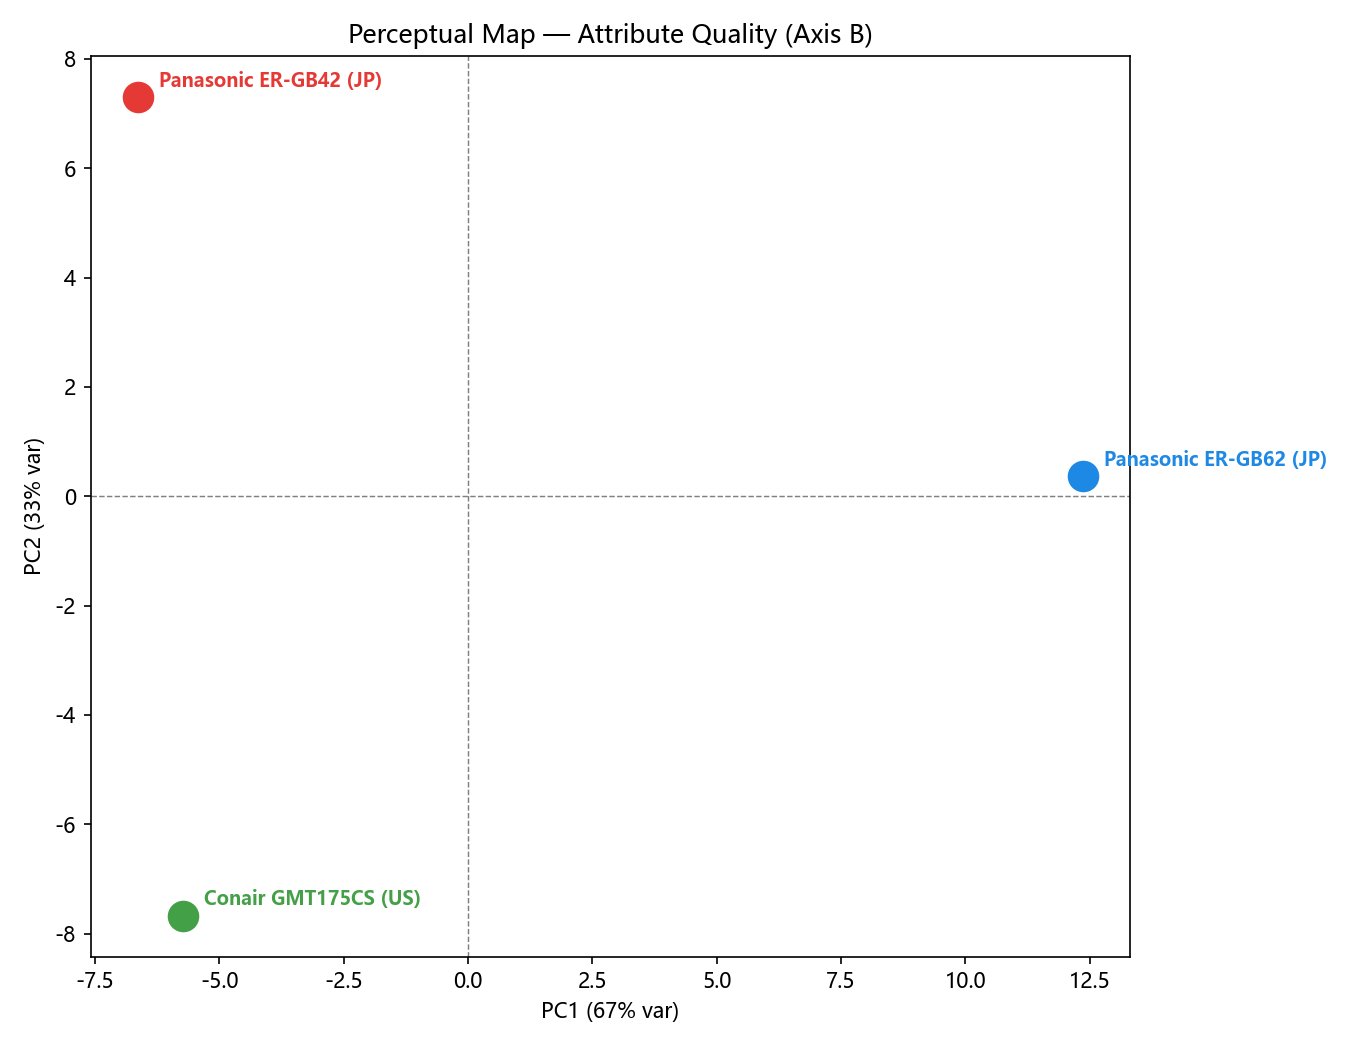 Perceptual Map — Attribute Quality (Axis B)
8
Panasonic ER-GB42 (JP)
6
4
2
Panasonic ER-GB62 (JP)
0
-2
-4
-6
Conair GMT175CS (US)
-8
PC2 (33% var)
-7.5 -5.0 -2.5 0.0 2.5 5.0 7.5 10.0 12.5
PC1 (67% var)